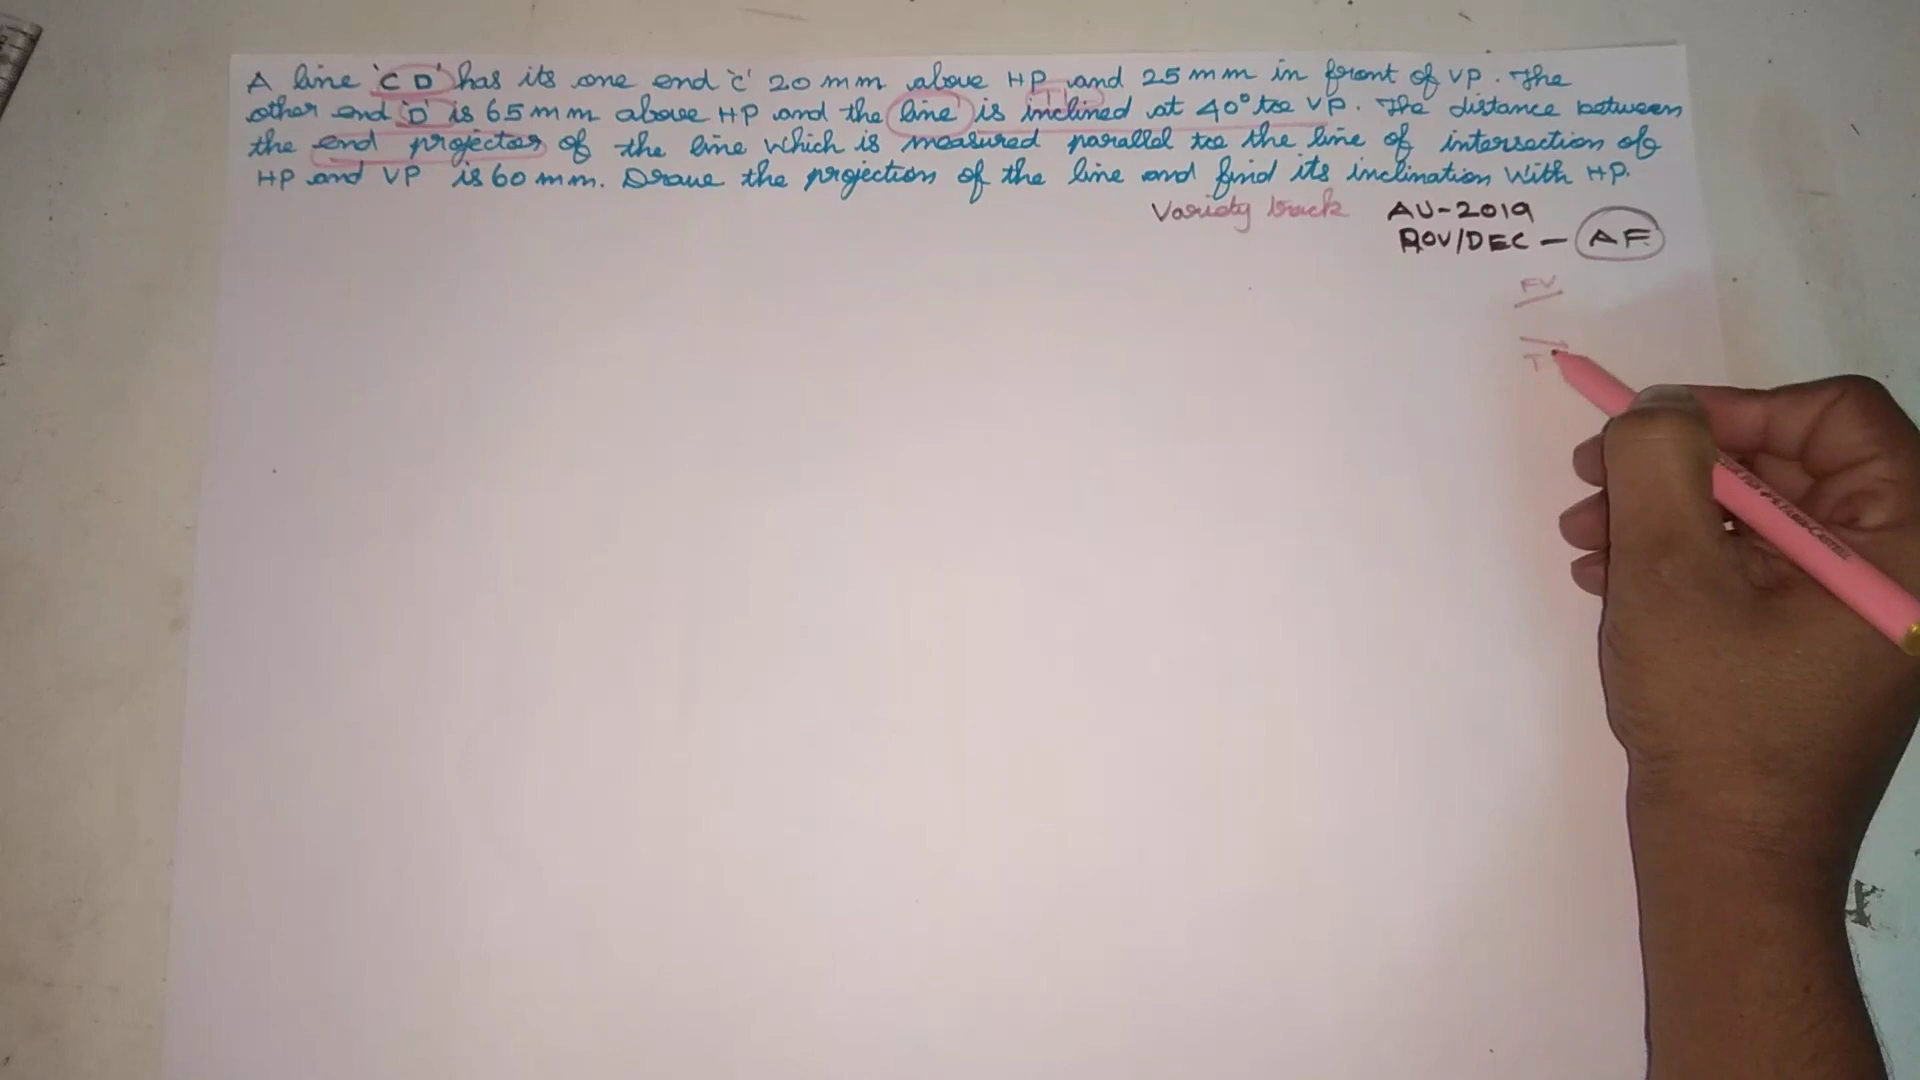 A line 'CD' has its one end 'C' 20 mm above HP and 25 mm in front of VP. The
other end 'D' is 65 mm above HP and the line is inclined at 40° to VP. The distance between
the end projector of the line which is measured parallel to the line of intersection of
HP and VP is 60 mm. Draw the projection of the line and find its inclination with HP.
Variety track AU-2019
NOV/DEC - AF
FV
T
FABER-CASTELL